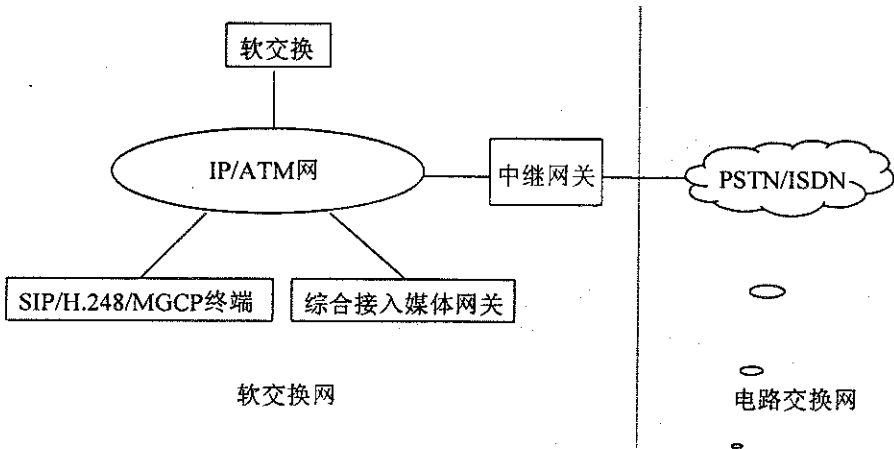 软交换
IP/ATM网
中继网关
PSTN/ISDN
SIP/H.248/MGCP终端
综合接入媒体网关
软交换网
电路交换网